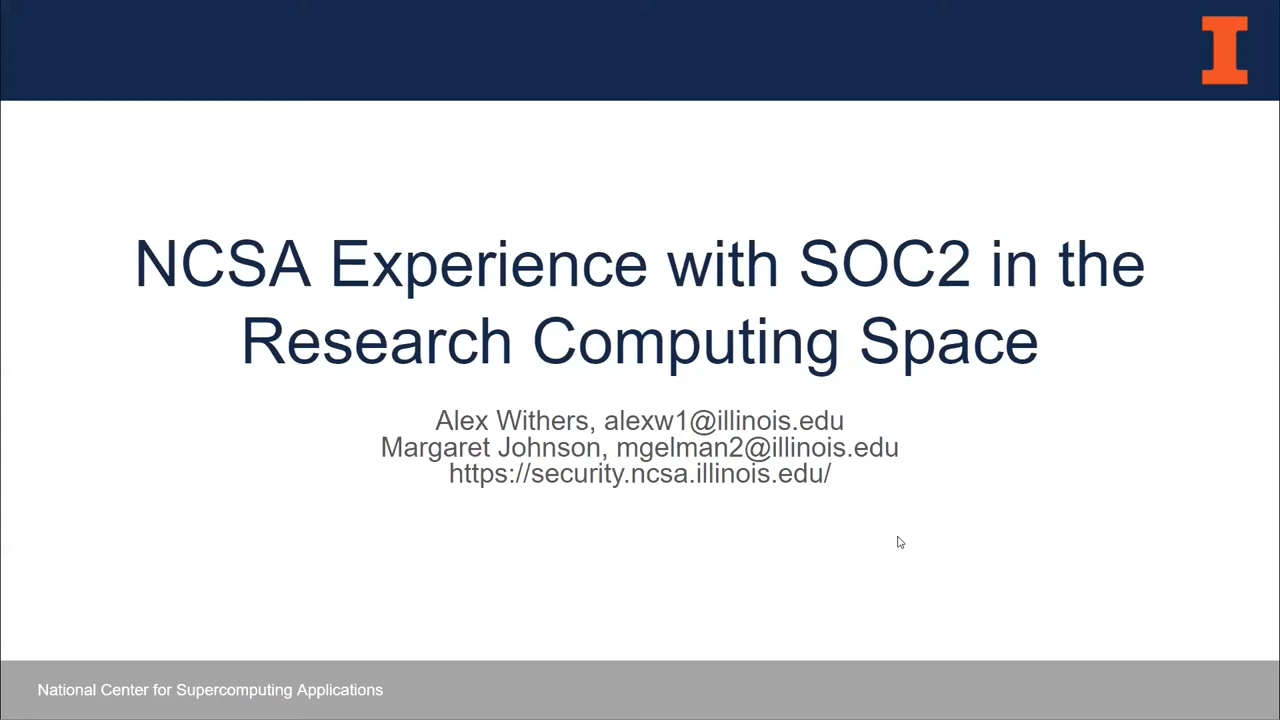 NCSA Experience with SOC2 in the
Research Computing Space
Alex Withers, alexw1@illinois.edu
Margaret Johnson, mgelman2@illinois.edu
https://security.ncsa.illinois.edu/
National Center for Supercomputing Applications